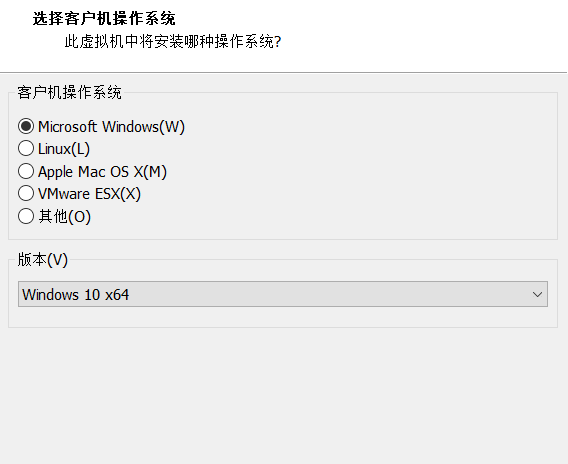 选择客户机操作系统
此虚拟机中将安装哪种操作系统?
客户机操作系统
Microsoft Windows(W)
Linux(L)
Apple Mac OS X(M)
VMware ESX(X)
其他(O)
版本(V)
Windows 10 x64